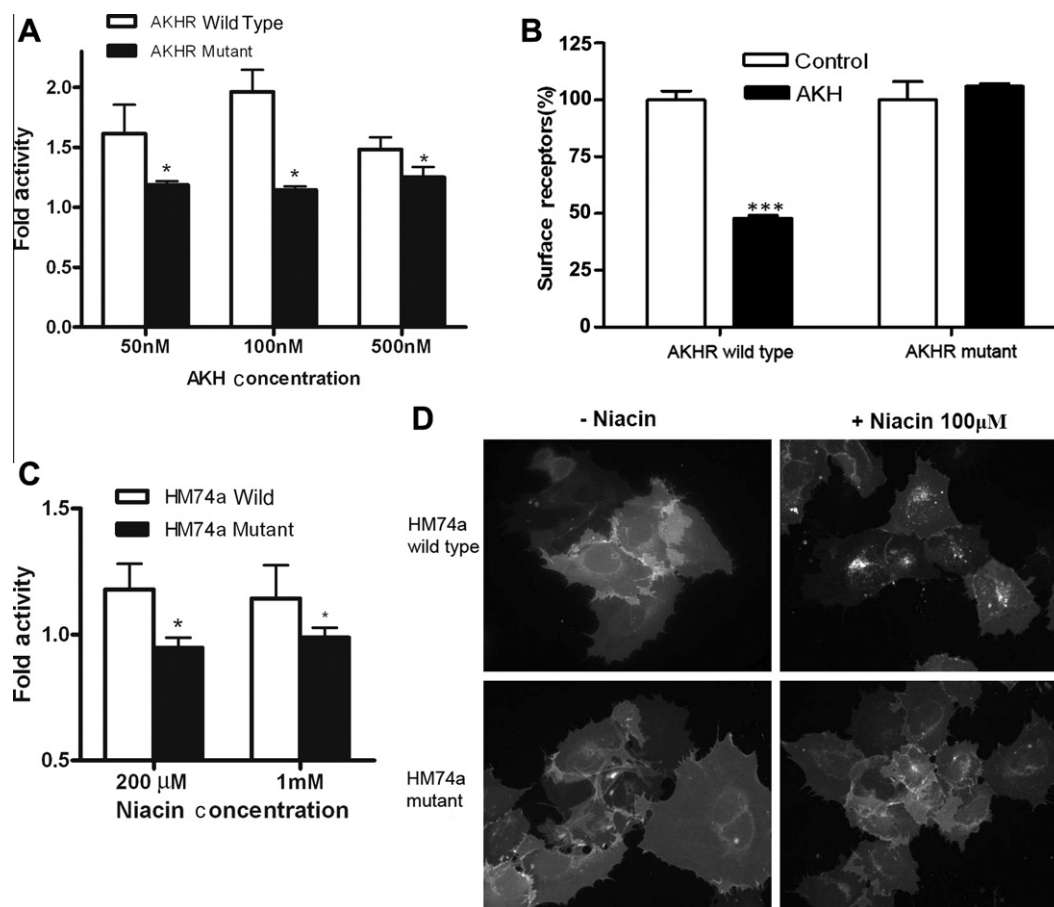 A
AKHR Wild Type
AKHR Mutant
Fold activity
2.0
1.5
1.0
0.5
0.0
*
*
*
50nM 100nM 500nM
AKH concentration
B
Control
AKH
Surface receptors(%)
125
100
75
50
25
0
***
AKHR wild type AKHR mutant
C
HM74a Wild
HM74a Mutant
Fold activity
1.5
1.0
0.5
*
*
200 µM 1mM
Niacin concentration
D
- Niacin + Niacin 100µM
HM74a
wild type
HM74a
mutant